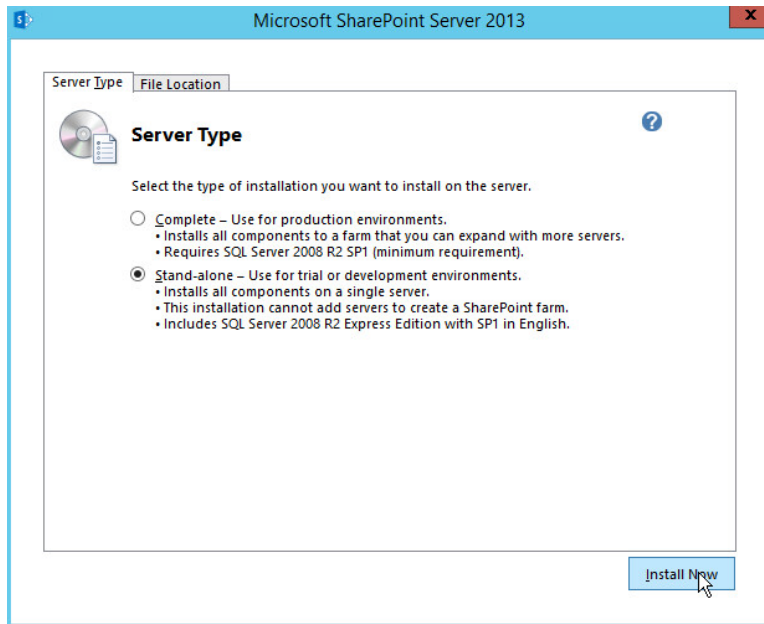 Microsoft SharePoint Server 2013
Server Type
File Location
Server Type
Select the type of installation you want to install on the server.
Complete – Use for production environments.
• Installs all components to a farm that you can expand with more servers.
• Requires SQL Server 2008 R2 SP1 (minimum requirement).
Stand-alone – Use for trial or development environments.
• Installs all components on a single server.
• This installation cannot add servers to create a SharePoint farm.
• Includes SQL Server 2008 R2 Express Edition with SP1 in English.
Install Now